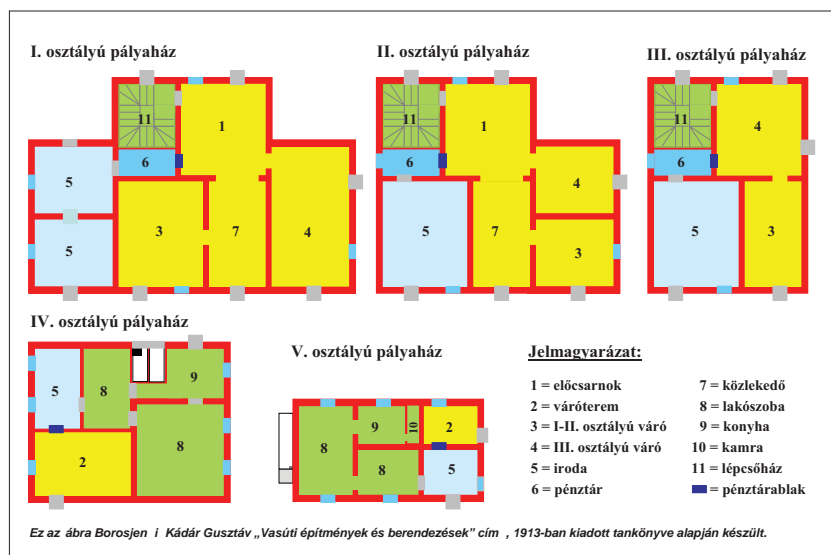 I. osztályú pályaház
II. osztályú pályaház
III. osztályú pályaház
11
1
6
5
5
3
7
4
11
1
6
4
5
7
3
11
4
6
5
3
IV. osztályú pályaház
5
8
9
2
8
V. osztályú pályaház
8
9
10
2
8
5
Jelmagyarázat:
1 = előcsarnok
2 = váróterem
3 = I-II. osztályú váró
4 = III. osztályú váró
5 = iroda
6 = pénztár
7 = közlekedő
8 = lakószoba
9 = konyha
10 = kamra
11 = lépcsőház
= pénztárablak
Ez az ábra Borosjen i Kádár Gusztáv „Vasúti építmények és berendezések” cím , 1913-ban kiadott tankönyve alapján készült.